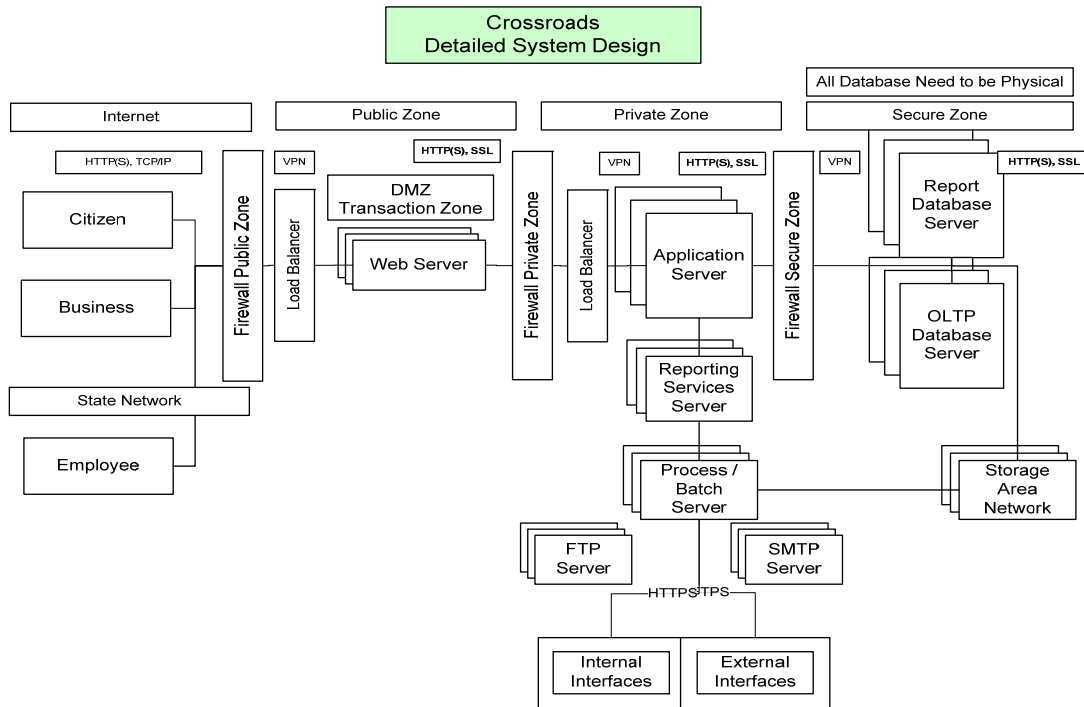 Crossroads
Detailed System Design
All Database Need to be Physical
Internet
Public Zone
Private Zone
Secure Zone
HTTP(S), TCP/IP
VPN
HTTP(S), SSL
VPN
HTTP(S), SSL
VPN
HTTP(S), SSL
Citizen
Business
State Network
Employee
Firewall Public Zone
Load Balancer
DMZ
Transaction Zone
Web Server
Firewall Private Zone
Load Balancer
Application
Server
Firewall Secure Zone
Report
Database
Server
OLTP
Database
Server
Reporting
Services
Server
Process /
Batch
Server
Storage
Area
Network
FTP
Server
SMTP
Server
HTTPS
TPS
Internal
Interfaces
External
Interfaces